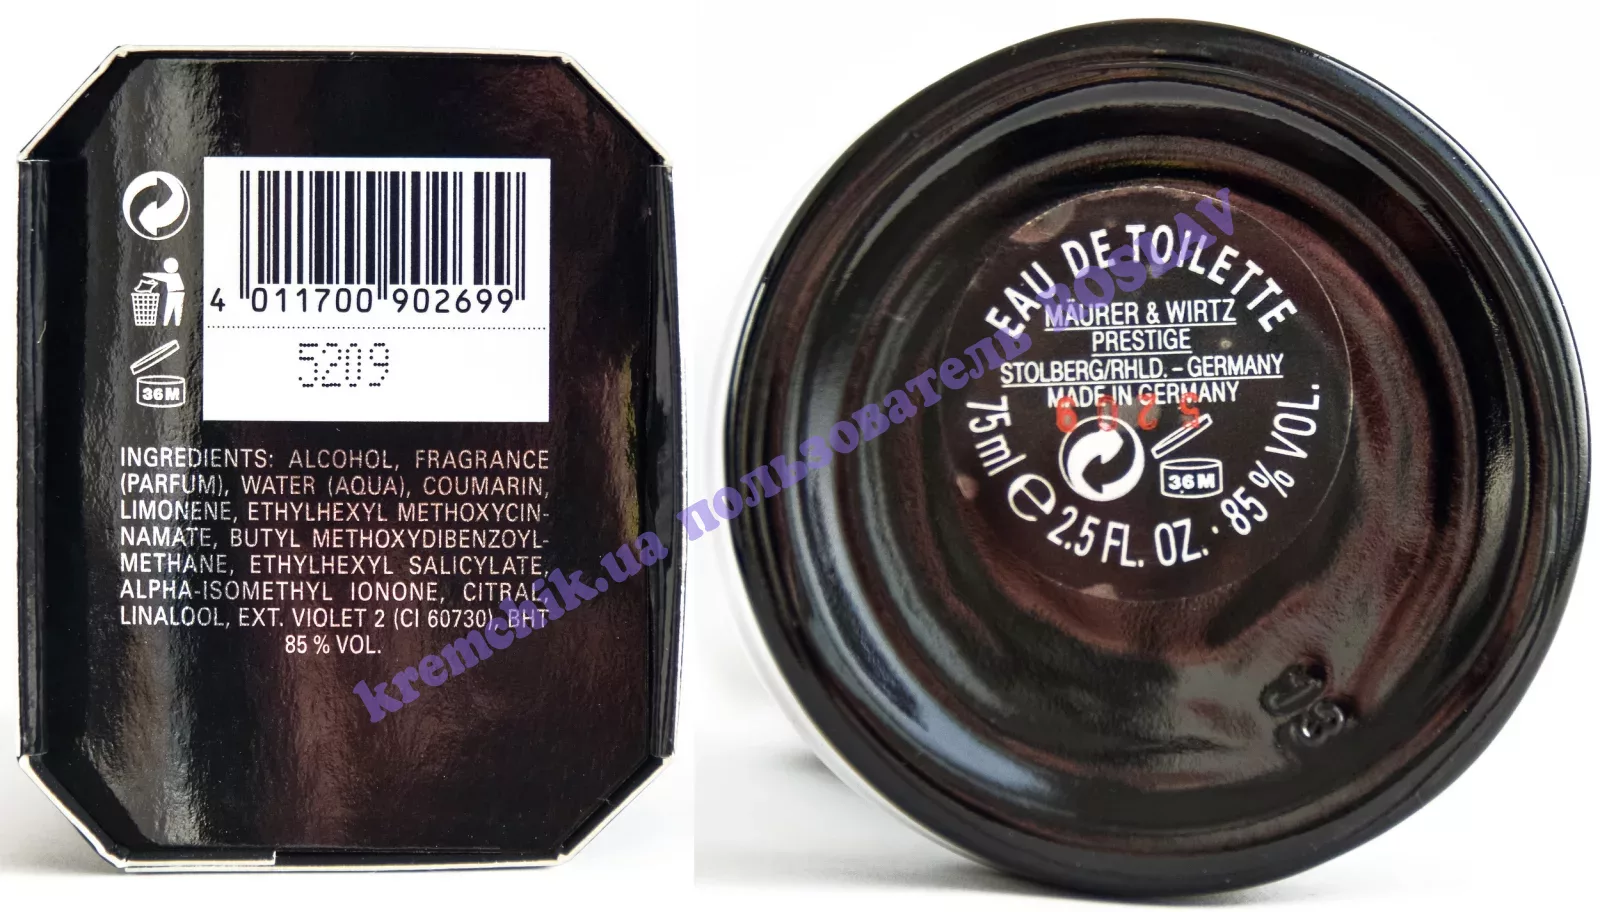 4 011700 902699
5209
36M
INGREDIENTS: ALCOHOL, FRAGRANCE
(PARFUM), WATER (AQUA), COUMARIN,
LIMONENE, ETHYLHEXYL METHOXYCIN-
NAMATE, BUTYL METHOXYDIBENZOYL-
METHANE, ETHYLHEXYL SALICYLATE,
ALPHA-ISOMETHYL IONONE, CITRAL,
LINALOOL, EXT. VIOLET 2 (CI 60730), BHT
85 % VOL.
EAU DE TOILETTE
MÄURER & WIRTZ
PRESTIGE
STOLBERG/RHLD. – GERMANY
MADE IN GERMANY
5209
36M
75 ml e 2.5 FL. OZ. · 85 % VOL.
kremchik.ua пользователь ROSLAV